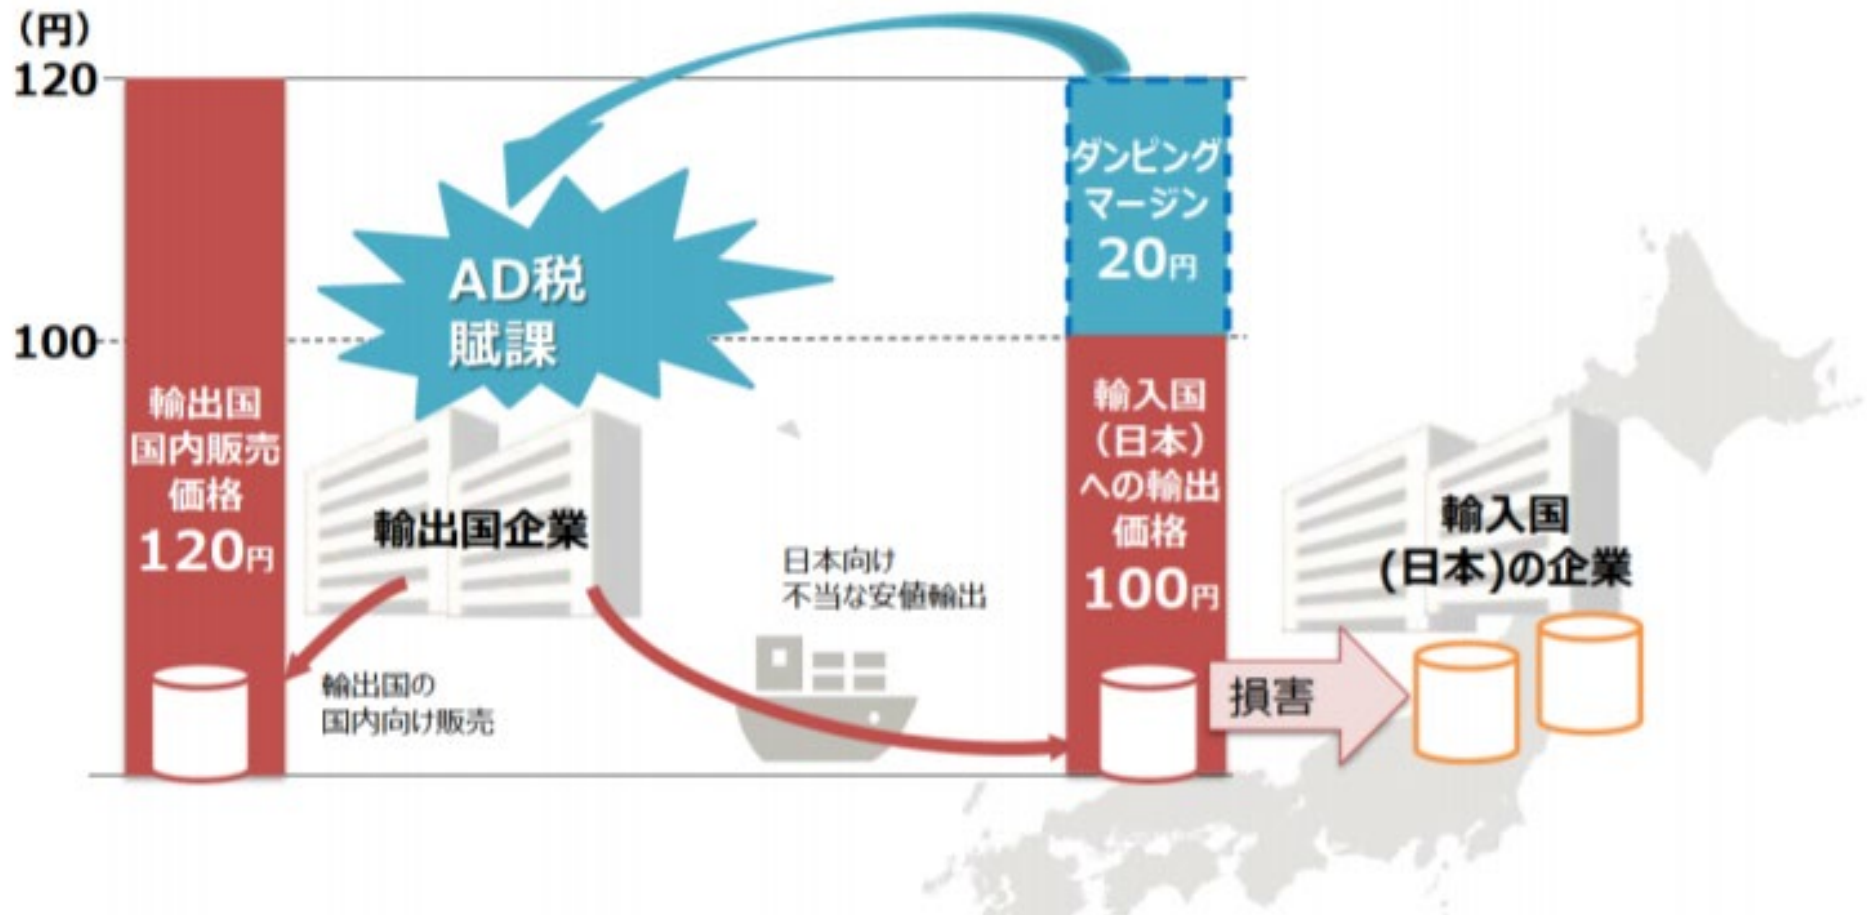 (円)
120
100
輸出国
国内販売
価格
120円
AD税
賦課
輸出国企業
輸出国の
国内向け販売
日本向け
不当な安値輸出
ダンピング
マージン
20円
輸入国
（日本）
への輸出
価格
100円
損害
輸入国
(日本)の企業